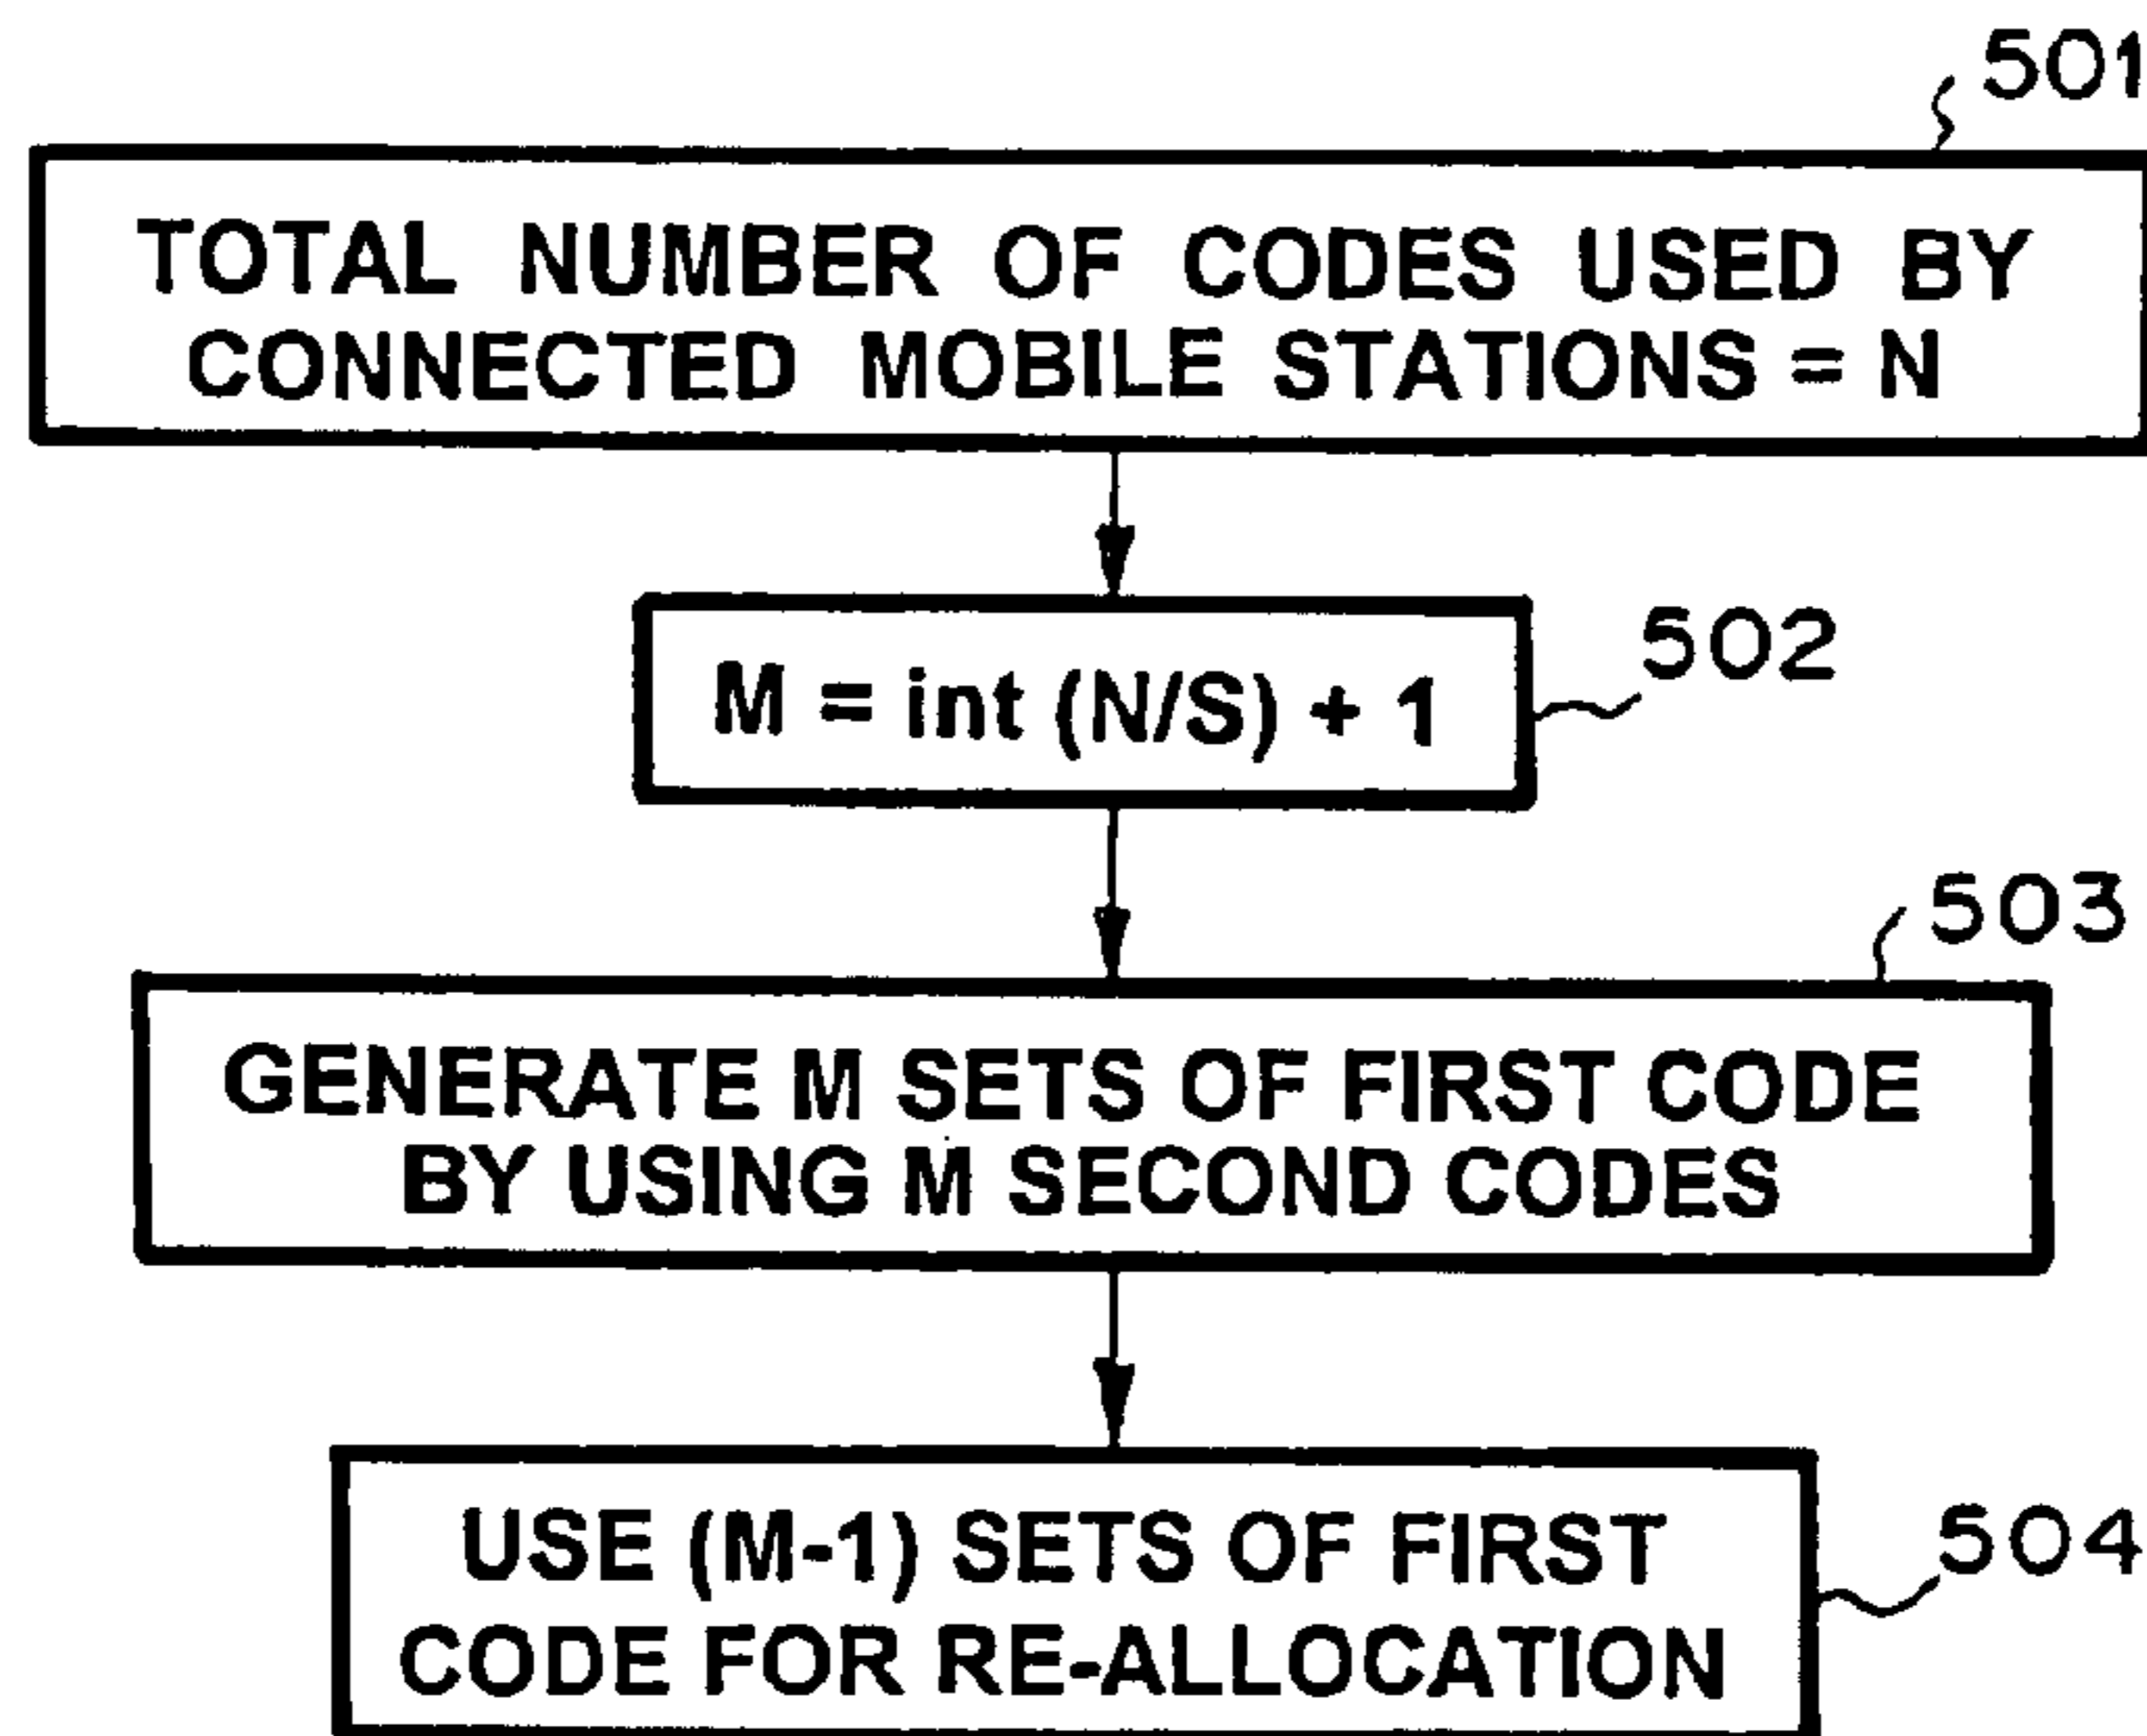 501
TOTAL NUMBER OF CODES USED BY
CONNECTED MOBILE STATIONS = N
M = int (N/S) + 1
502
503
GENERATE M SETS OF FIRST CODE
BY USING M SECOND CODES
USE (M-1) SETS OF FIRST
504
CODE FOR RE-ALLOCATION